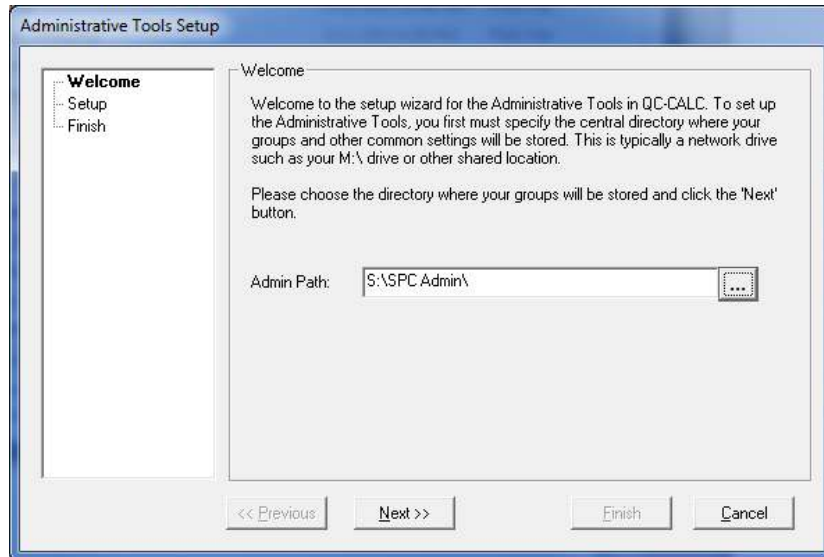 Administrative Tools Setup
Welcome
Setup
Finish
Welcome
Welcome to the setup wizard for the Administrative Tools in QC-CALC. To set up
the Administrative Tools, you first must specify the central directory where your
groups and other common settings will be stored. This is typically a network drive
such as your M:\ drive or other shared location.
Please choose the directory where your groups will be stored and click the 'Next'
button.
Admin Path: S:\SPC Admin\ ...
<< Previous Next >> Finish Cancel